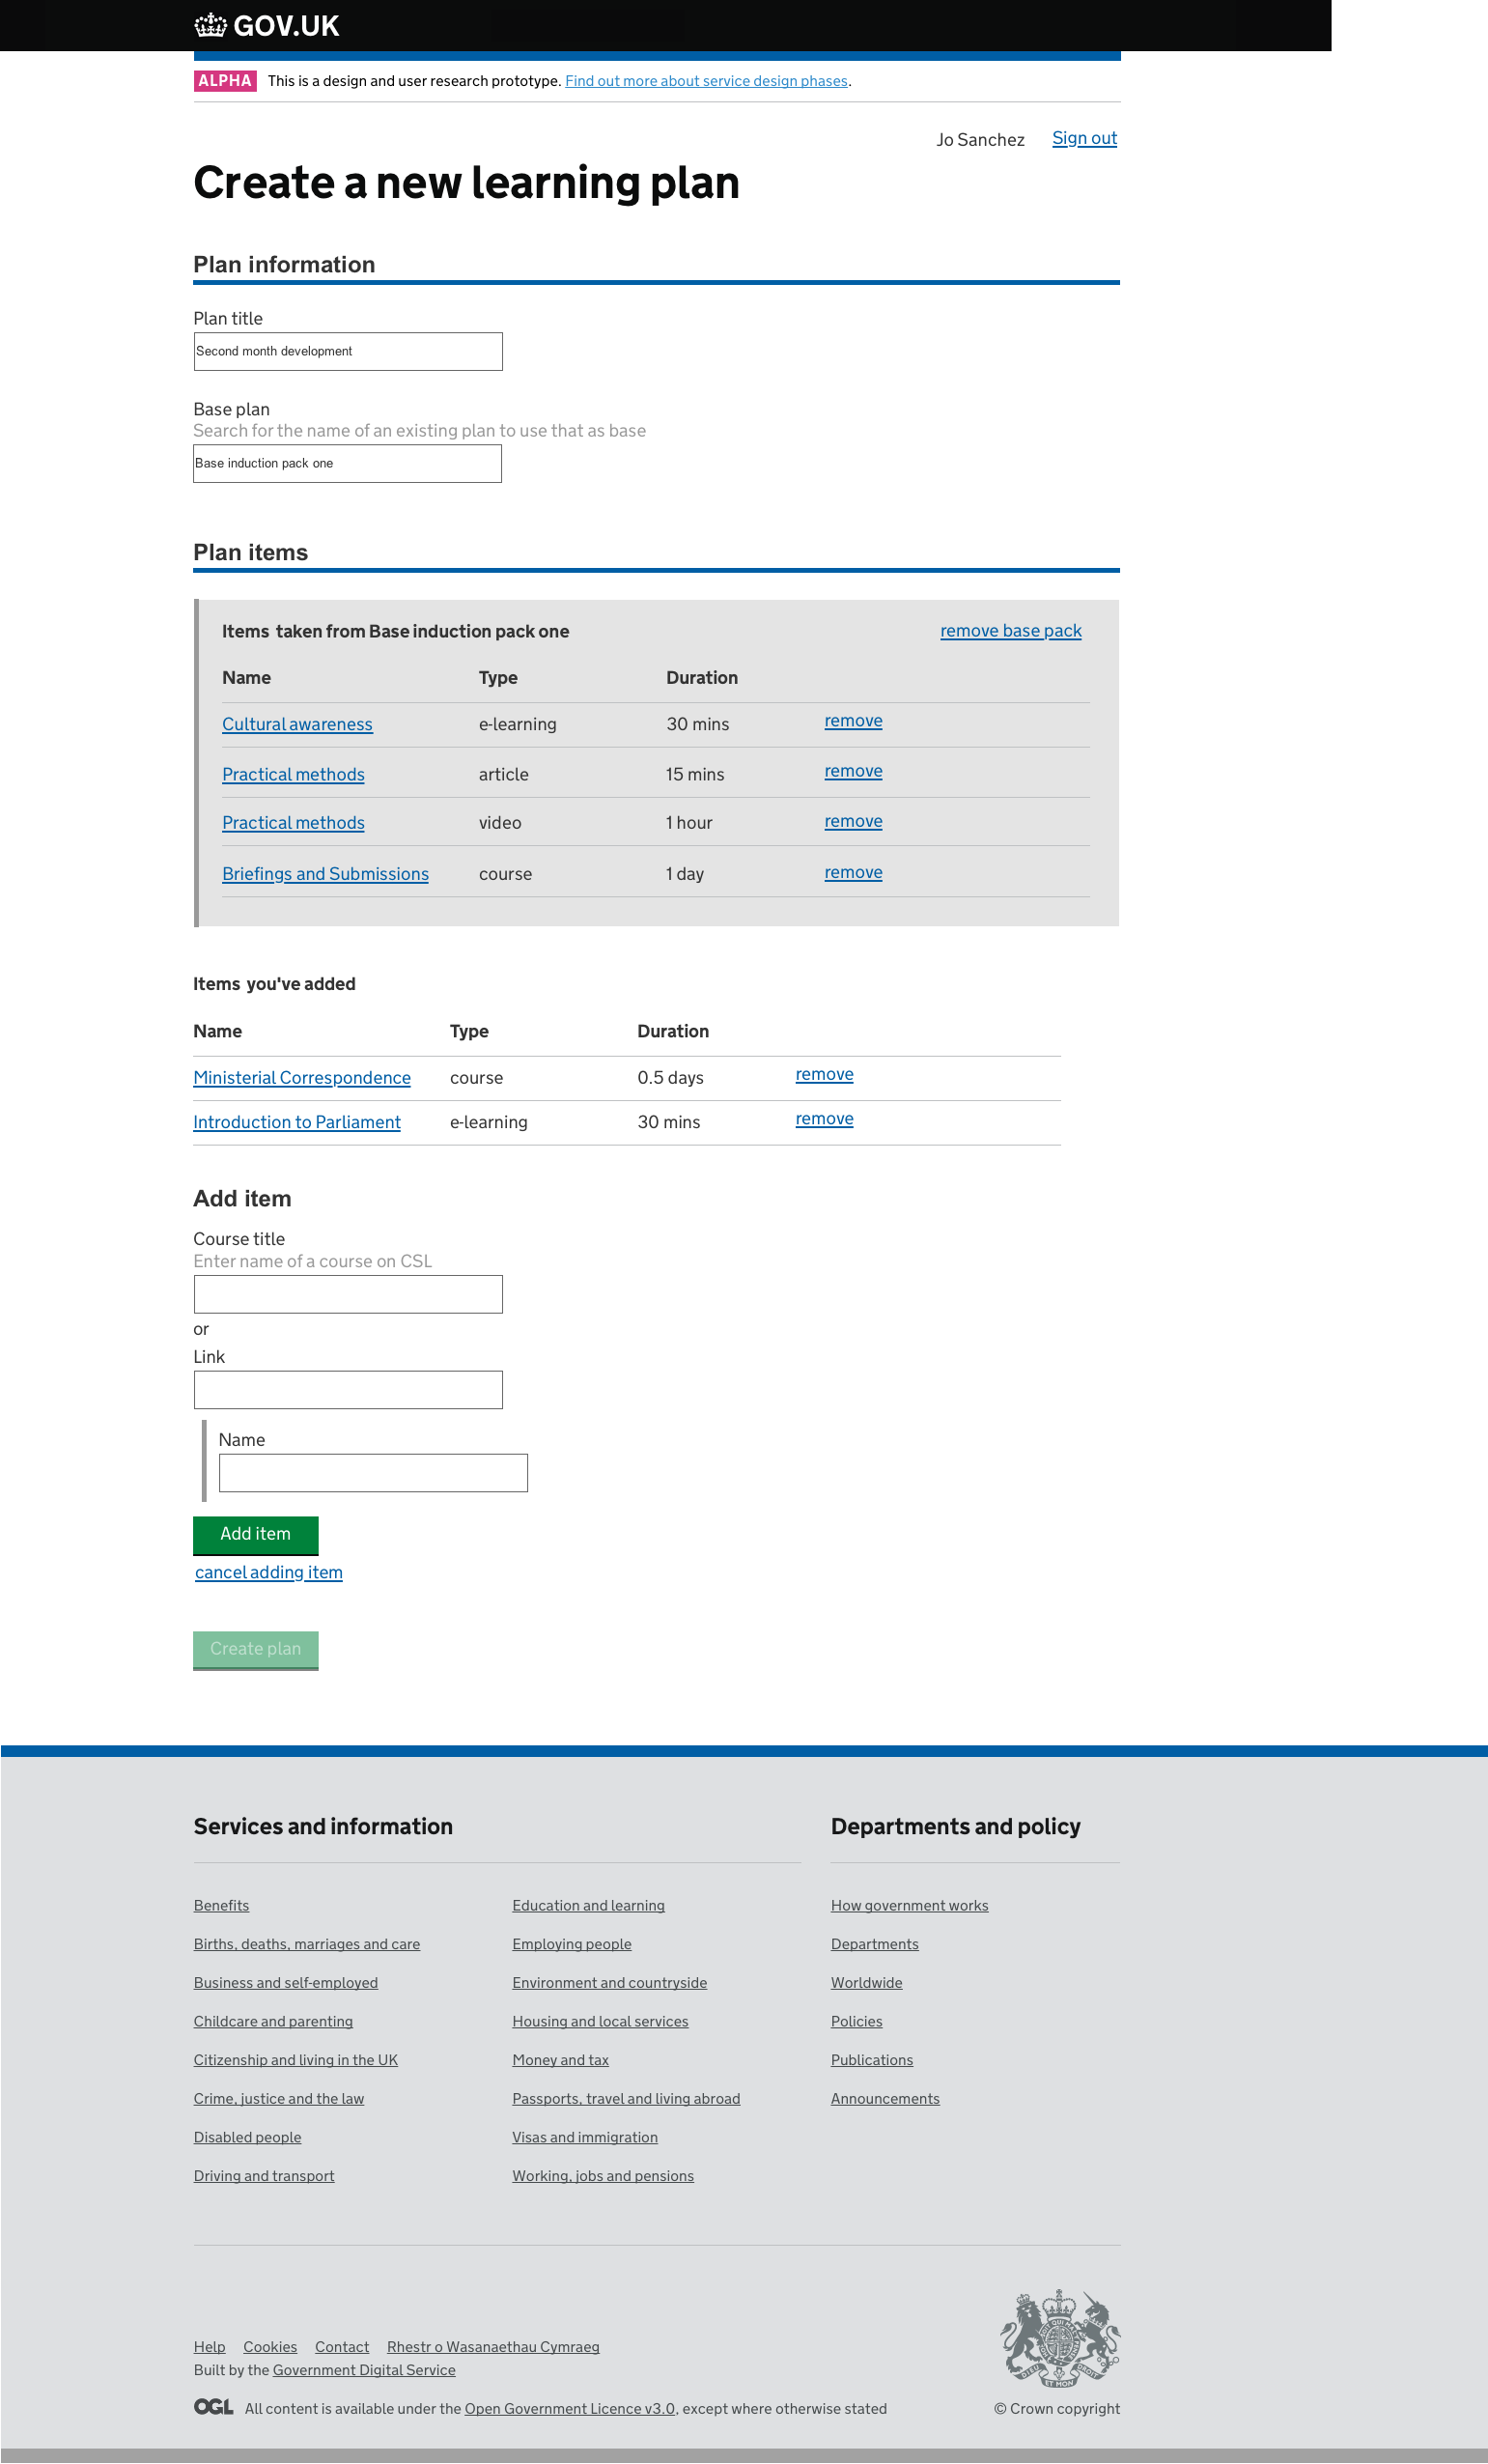 GOV.UK
ALPHA This is a design and user research prototype. Find out more about service design phases.
Jo Sanchez Sign out
Create a new learning plan
Plan information
Plan title
Second month development
Base plan
Search for the name of an existing plan to use that as base
Base induction pack one
Plan items
Items taken from Base induction pack one remove base pack
Name Type Duration
Cultural awareness e-learning 30 mins remove
Practical methods article 15 mins remove
Practical methods video 1 hour remove
Briefings and Submissions course 1 day remove
Items you've added
Name Type Duration
Ministerial Correspondence course 0.5 days remove
Introduction to Parliament e-learning 30 mins remove
Add item
Course title
Enter name of a course on CSL
or
Link
Name
Add item
cancel adding item
Create plan
Services and information Departments and policy
Benefits Education and learning How government works
Births, deaths, marriages and care Employing people Departments
Business and self-employed Environment and countryside Worldwide
Childcare and parenting Housing and local services Policies
Citizenship and living in the UK Money and tax Publications
Crime, justice and the law Passports, travel and living abroad Announcements
Disabled people Visas and immigration
Driving and transport Working, jobs and pensions
Help Cookies Contact Rhestr o Wasanaethau Cymraeg
Built by the Government Digital Service
DIEU ET MON DROIT
OGL All content is available under the Open Government Licence v3.0, except where otherwise stated © Crown copyright